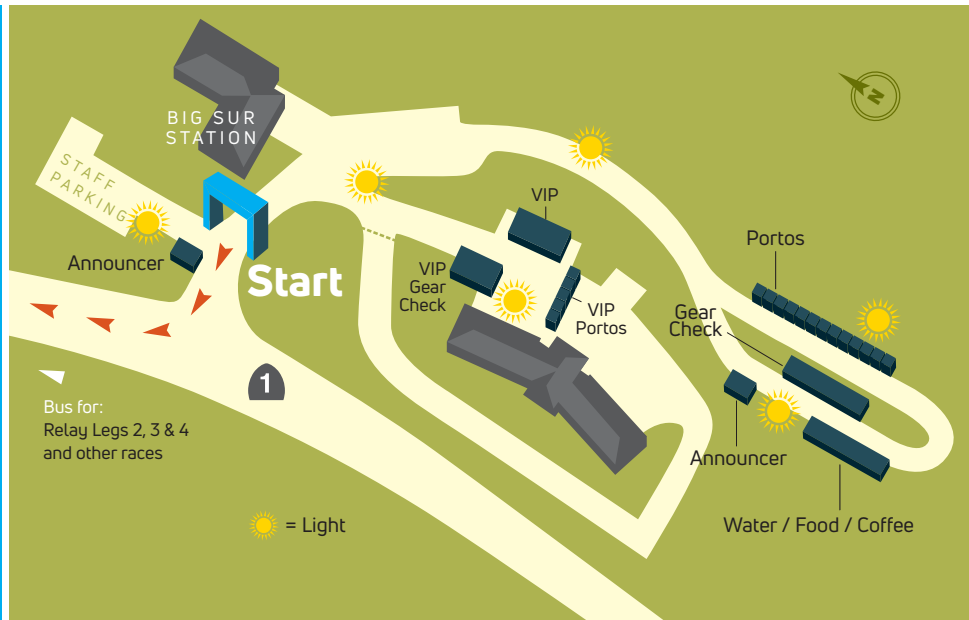 BIG SUR
STATION
STAFF
PARKING
Announcer
Start
VIP
VIP
Gear
Check
VIP
Portos
Portos
Gear
Check
N
1
Bus for:
Relay Legs 2, 3 & 4
and other races
Announcer
Water / Food / Coffee
= Light